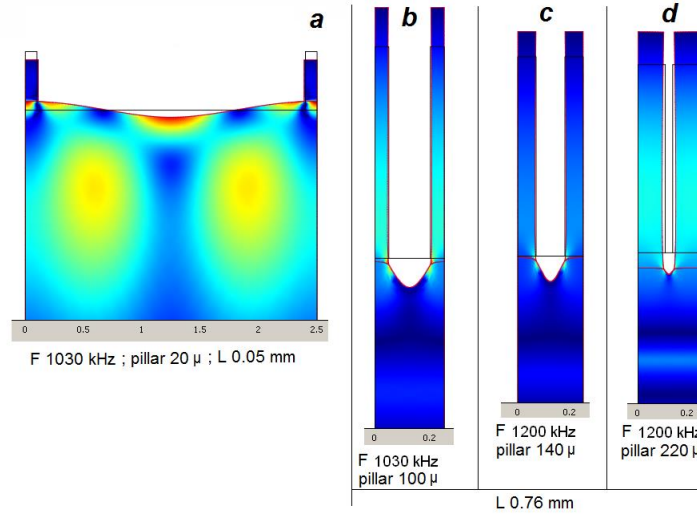 a
b
c
d
0 0.5 1 1.5 2 2.5
F 1030 kHz ; pillar 20 µ ; L 0.05 mm
0 0.2
F 1030 kHz
pillar 100 µ
0 0.2
F 1200 kHz
pillar 140 µ
0 0.2
F 1200 kHz
pillar 220 µ
L 0.76 mm